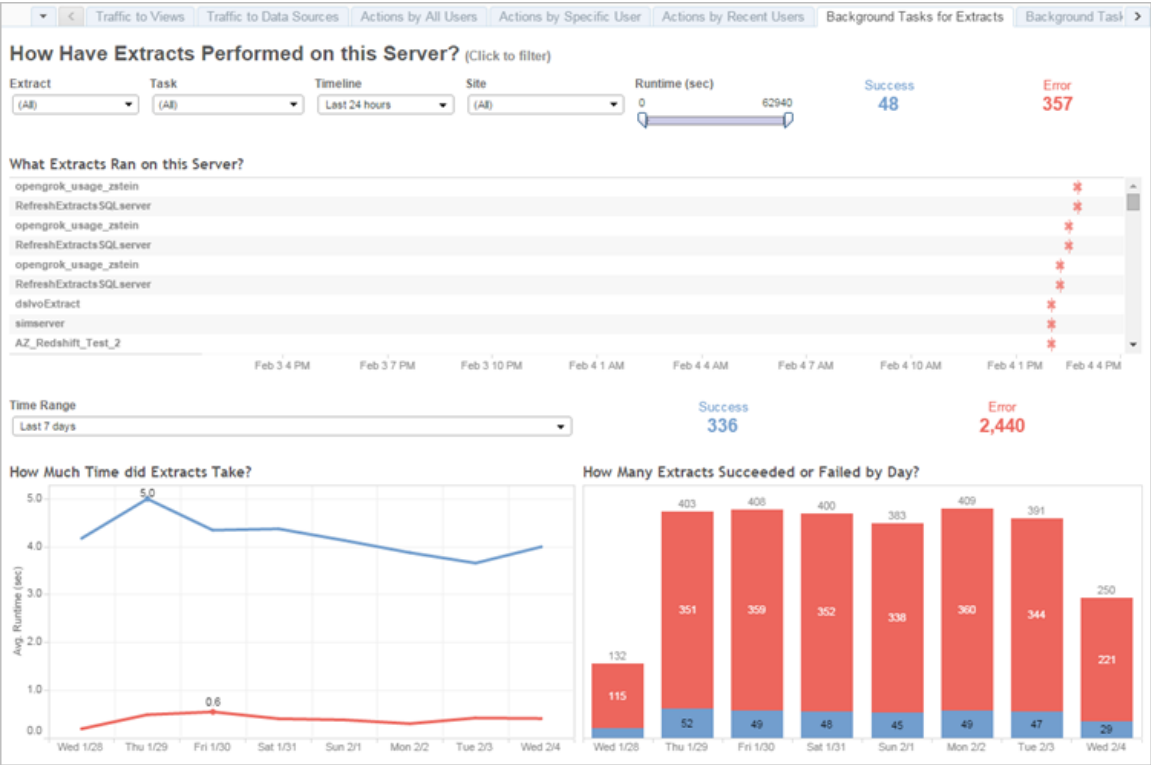 Traffic to Views Traffic to Data Sources Actions by All Users Actions by Specific User Actions by Recent Users Background Tasks for Extracts Background Task
How Have Extracts Performed on this Server? (Click to filter)
Extract Task Timeline Site Runtime (sec) Success Error
(All) (All) Last 24 hours (All) 0 62940 48 357
What Extracts Ran on this Server?
opengrok_usage_zstein
RefreshExtractsSQLserver
opengrok_usage_zstein
RefreshExtractsSQLserver
opengrok_usage_zstein
RefreshExtractsSQLserver
dslvoExtract
simserver
AZ_Redshift_Test_2
Feb 3 4 PM Feb 3 7 PM Feb 3 10 PM Feb 4 1 AM Feb 4 4 AM Feb 4 7 AM Feb 4 10 AM Feb 4 1 PM Feb 4 4 PM
Time Range Success Error
Last 7 days 336 2,440
How Much Time did Extracts Take?
5.0
5.0
4.0
3.0
2.0
1.0
0.6
0.0
Avg. Runtime (sec)
Wed 1/28 Thu 1/29 Fri 1/30 Sat 1/31 Sun 2/1 Mon 2/2 Tue 2/3 Wed 2/4
How Many Extracts Succeeded or Failed by Day?
132 403 408 400 383 409 391 250
115 351 359 352 338 360 344 221
52 49 48 45 49 47 29
Wed 1/28 Thu 1/29 Fri 1/30 Sat 1/31 Sun 2/1 Mon 2/2 Tue 2/3 Wed 2/4